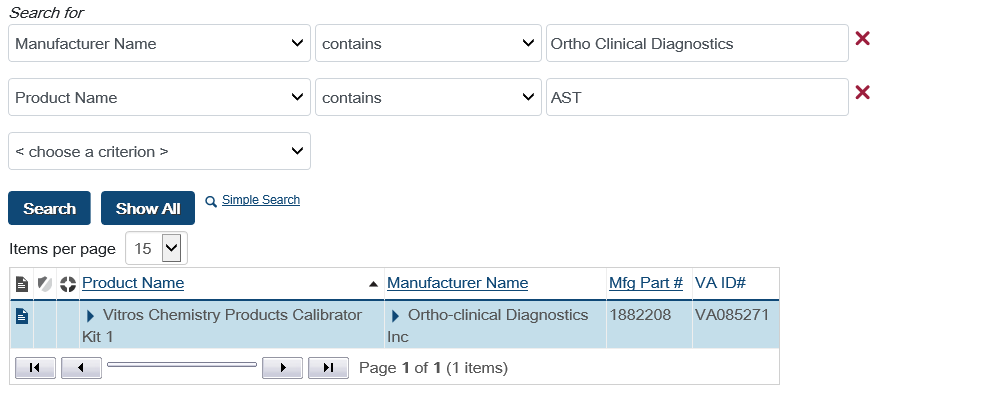 Search for
Manufacturer Name contains Ortho Clinical Diagnostics
Product Name contains AST
< choose a criterion >
Search Show All Simple Search
Items per page 15
Product Name Manufacturer Name Mfg Part # VA ID#
Vitros Chemistry Products Calibrator Ortho-clinical Diagnostics 1882208 VA085271
Kit 1 Inc
Page 1 of 1 (1 items)